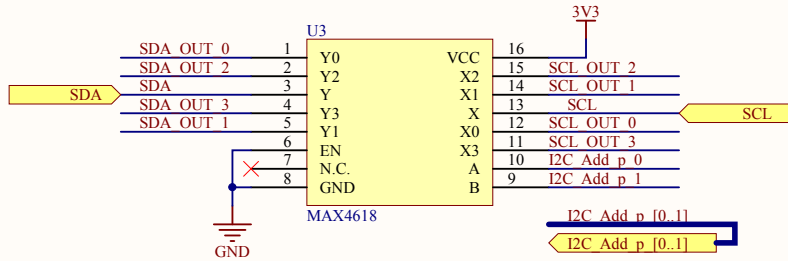 3V3
U3
SDA_OUT_0 1 Y0 VCC 16
SDA_OUT_2 2 Y2 X2 15 SCL_OUT_2
SDA SDA 3 Y X1 14 SCL_OUT_1
SDA_OUT_3 4 Y3 X 13 SCL SCL
SDA_OUT_1 5 Y1 X0 12 SCL_OUT_0
6 EN X3 11 SCL_OUT_3
7 N.C. A 10 I2C_Add_p_0
8 GND B 9 I2C_Add_p_1
MAX4618 I2C_Add_p_[0..1]
GND I2C_Add_p_[0..1]